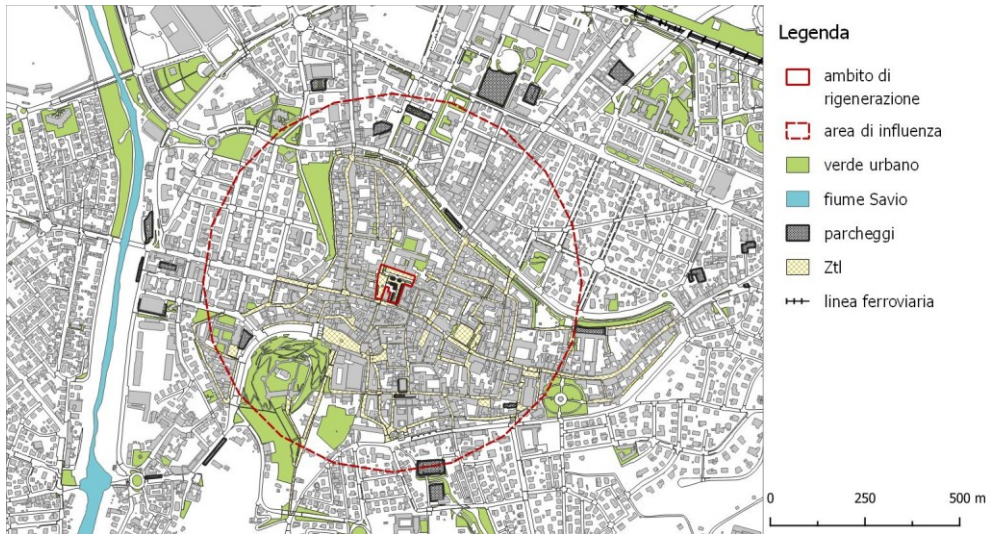 Legenda
ambito di
rigenerazione
area di influenza
verde urbano
fiume Savio
parcheggi
Ztl
linea ferroviaria
0 250 500 m